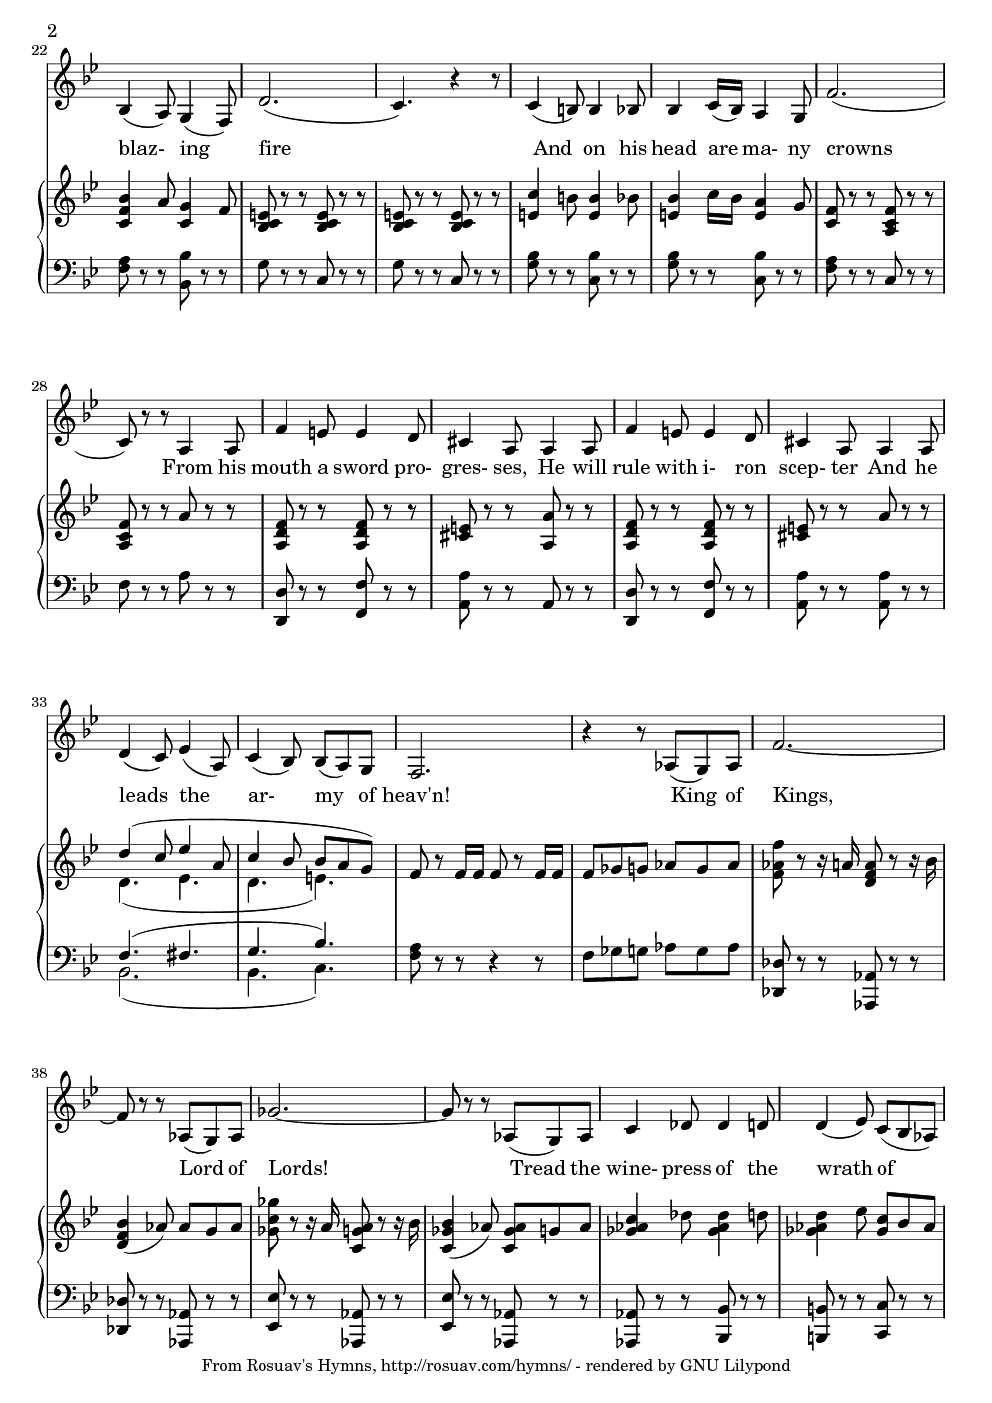 2
22
blaz- ing fire And on his head are ma- ny crowns
28
From his mouth a sword pro- gres- ses, He will rule with i- ron scep- ter And he
33
leads the ar- my of heav'n! King of Kings,
38
Lord of Lords! Tread the wine- press of the wrath of
From Rosuav's Hymns, http://rosuav.com/hymns/ - rendered by GNU Lilypond